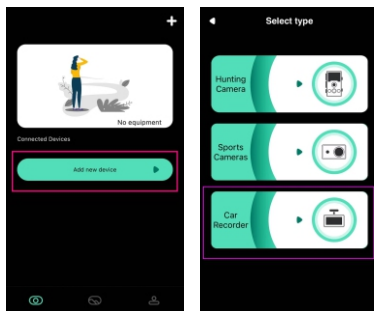 No equipment
Connected Devices
Add new device
Select type
Hunting
Camera
Sports
Cameras
Car
Recorder